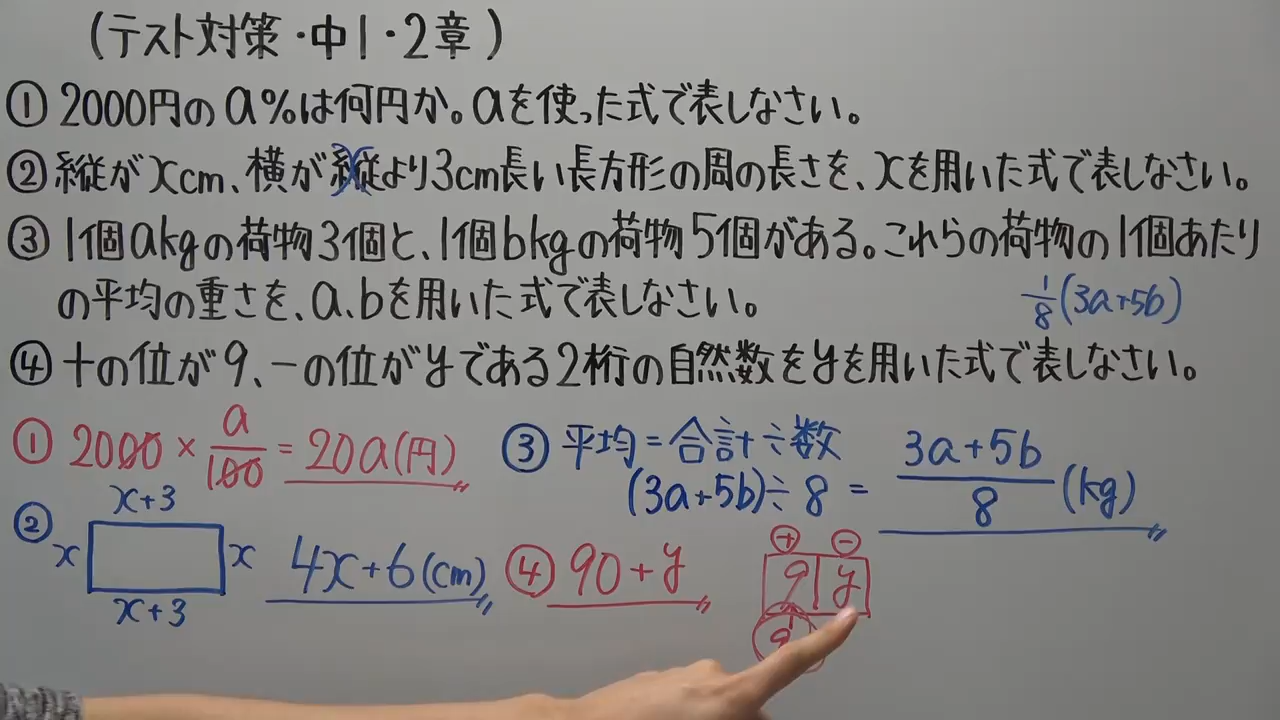 (テスト対策・中1・2章)
① 2000円のa%は何円か。aを使った式で表しなさい。
② 縦がxcm、横が縦より3cm長い長方形の周の長さを、xを用いた式で表しなさい。
③ 1個akgの荷物3個と、1個bkgの荷物5個がある。これらの荷物の1個あたり
の平均の重さを、a、bを用いた式で表しなさい。
1/8(3a+5b)
④ 十の位が9、一の位がyである2桁の自然数をyを用いた式で表しなさい。
① 2000 × a/100 = 20a(円)
② x+3
x x
x+3
4x+6(cm)
③ 平均=合計÷数
(3a+5b)÷8 = (3a+5b)/8 (kg)
④ 90+y
十 一
9 y